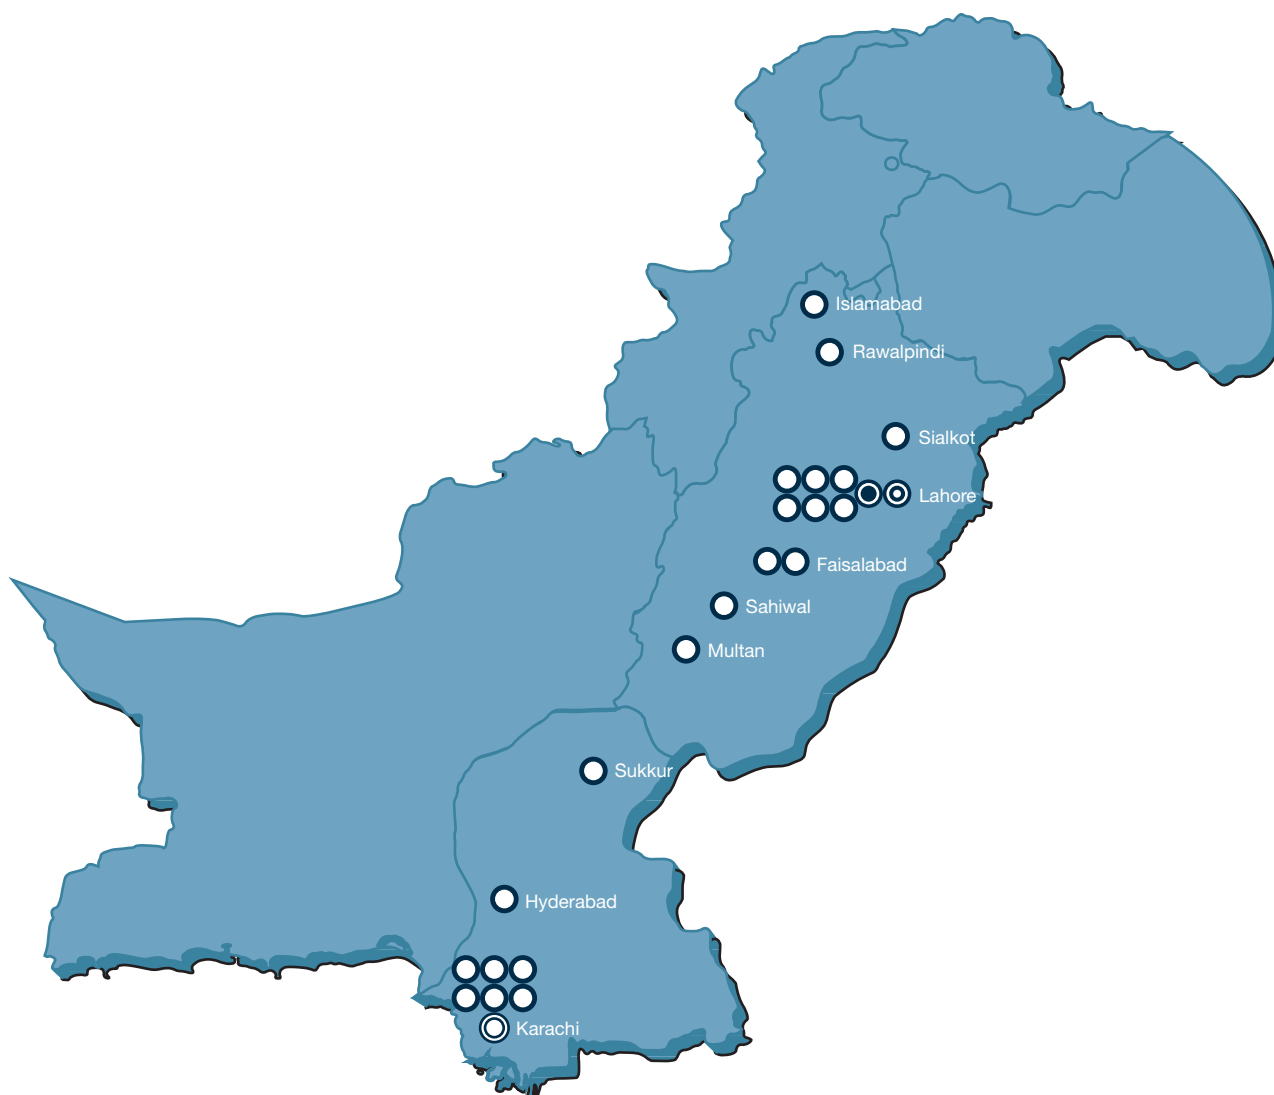 Islamabad
Rawalpindi
Sialkot
Lahore
Faisalabad
Sahiwal
Multan
Sukkur
Hyderabad
Karachi